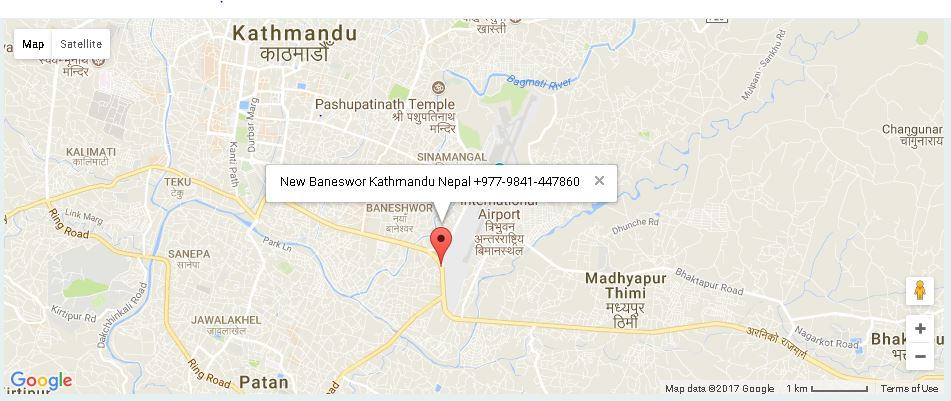 Map Satellite
Kathmandu
काठमाडौँ
खास्ती
मन्दिर
Bagmati River
Mulpani - Sankhu Rd
Pashupatinath Temple
श्री पशुपतिनाथ
मन्दिर
Durbar Marg
Kanti Path
Changunar
चाँगुनाराय
KALIMATI
कालिमाटी
SINAMANGAL
TEKU
टेकु
New Baneswor Kathmandu Nepal +977-9841-447860
BANESHWOR
नयाँ
बानेश्वर
International
Airport
त्रिभुवन
अन्तर्राष्ट्रिय
बिमानस्थल
Link Marg
Ring Road
Park Ln
Dhunche Rd
SANEPA
सानेपा
Madhyapur
Thimi
मध्यपुर
ठिमी
Bhaktapur Road
Kirtipur Rd
Dakchhinkali Road
JAWALAKHEL
जावलाखेल
अरनिको राजमार्ग
Nagarkot Road
Ring Road
Patan
Google
Map data ©2017 Google 1 km Terms of Use